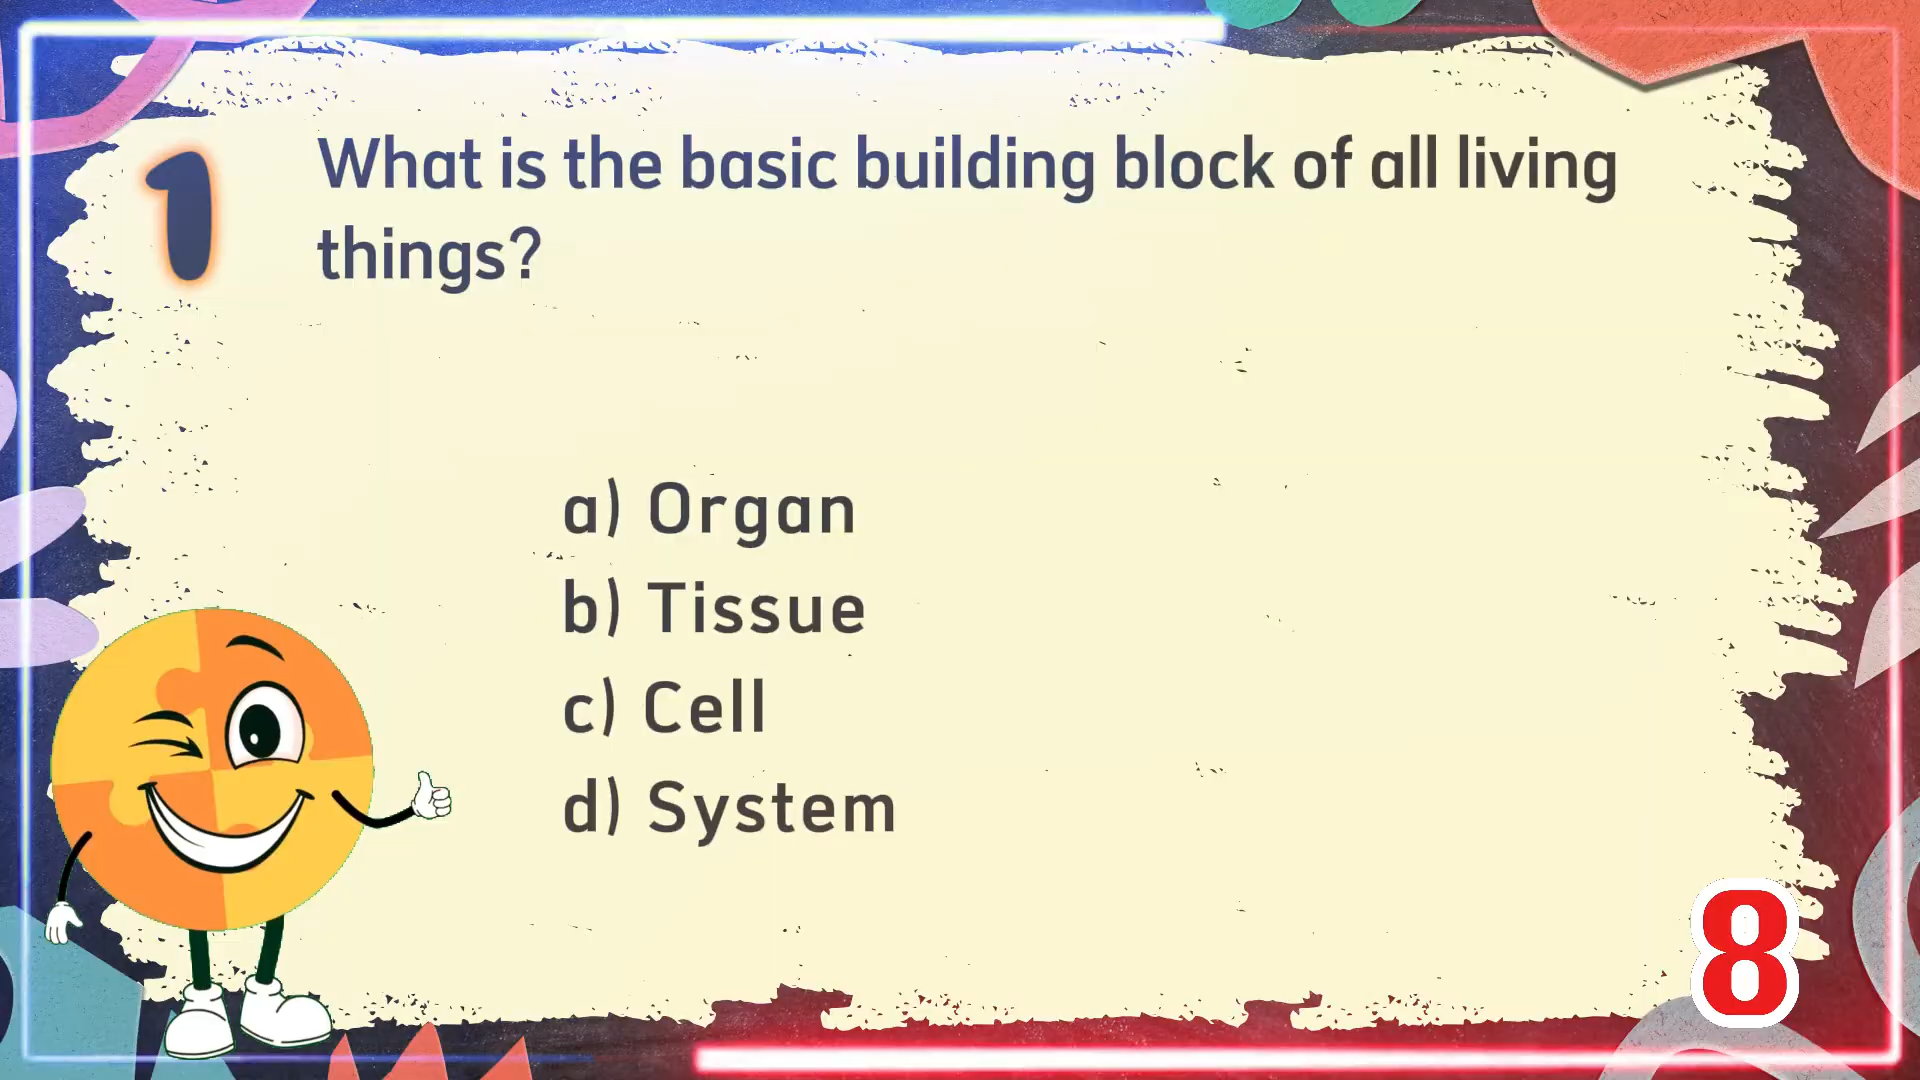 1
What is the basic building block of all living
things?
a) Organ
b) Tissue
c) Cell
d) System
8